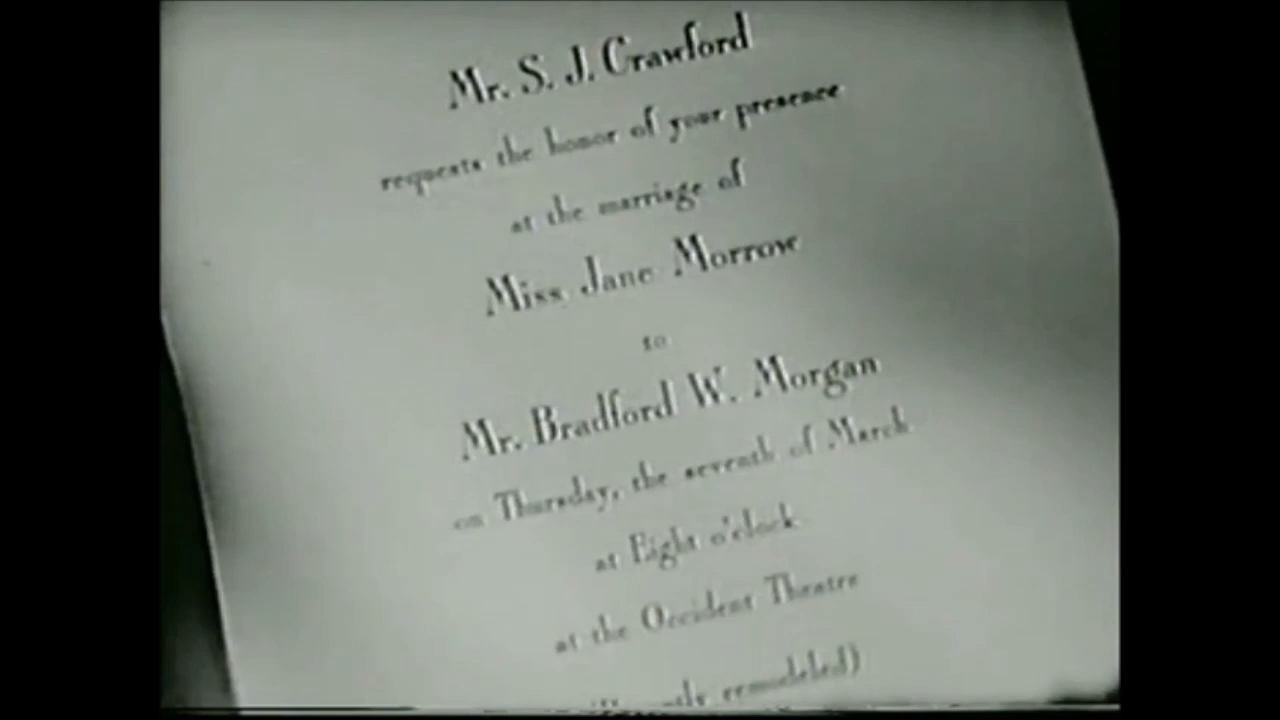 Mr. S. J. Crawford
requests the honor of your presence
at the marriage of
Miss Jane Morrow
to
Mr. Bradford W. Morgan
on Thursday, the seventh of March
at Eight o'clock
at the Occident Theatre
remodeled)